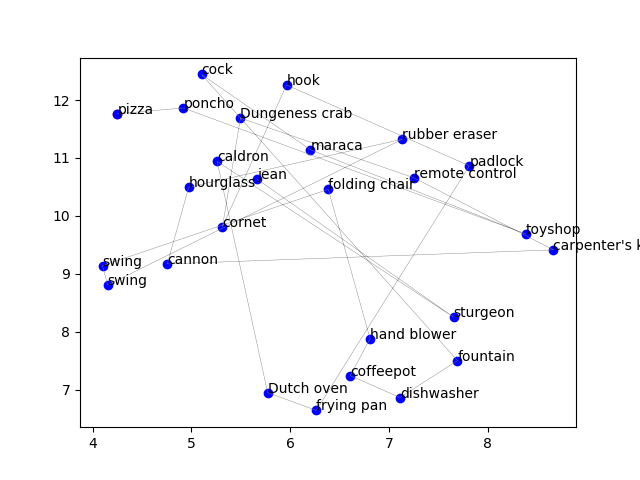 cock
hook
12
pizza
poncho
Dungeness crab
rubber eraser
maraca
caldron
padlock
11
hourglass
jean
folding chair
remote control
10
cornet
toyshop
carpenter's k
swing
cannon
9
swing
sturgeon
8
hand blower
fountain
coffeepot
7
Dutch oven
dishwasher
frying pan
4
5
6
7
8